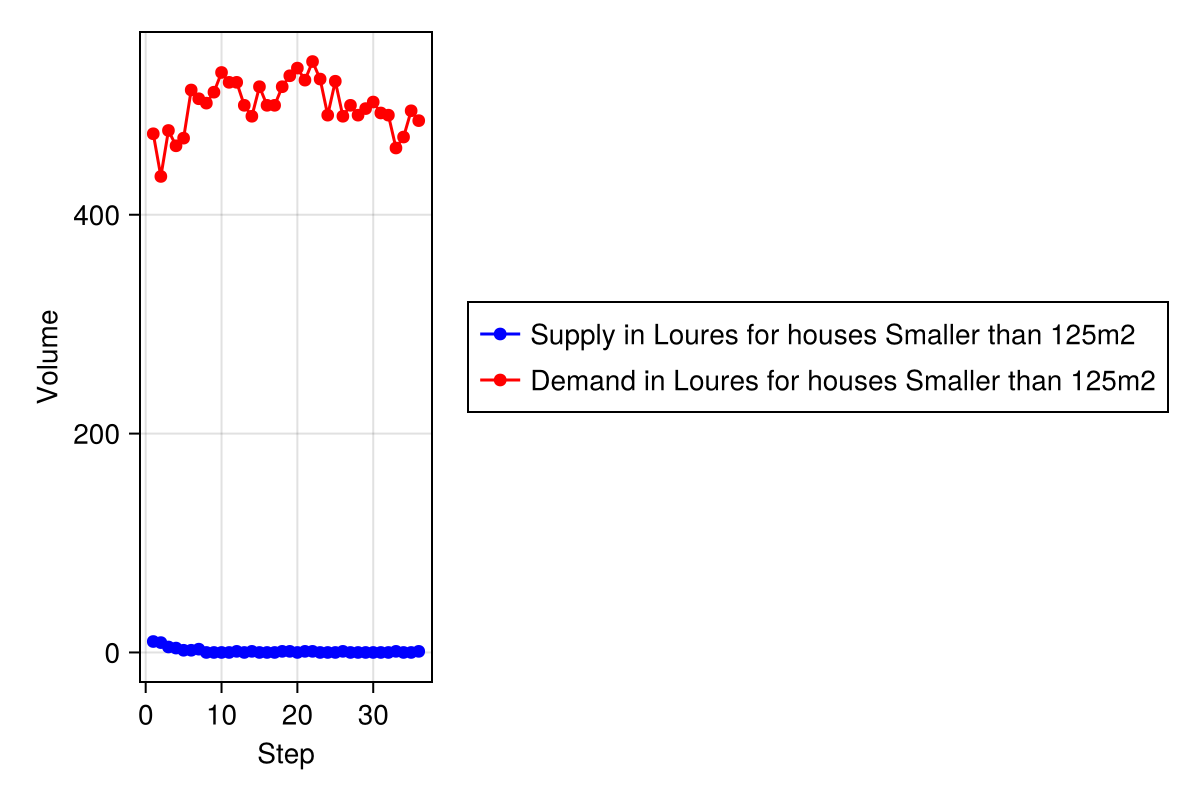 Volume
400
200
0
0 10 20 30
Step
Supply in Loures for houses Smaller than 125m2
Demand in Loures for houses Smaller than 125m2